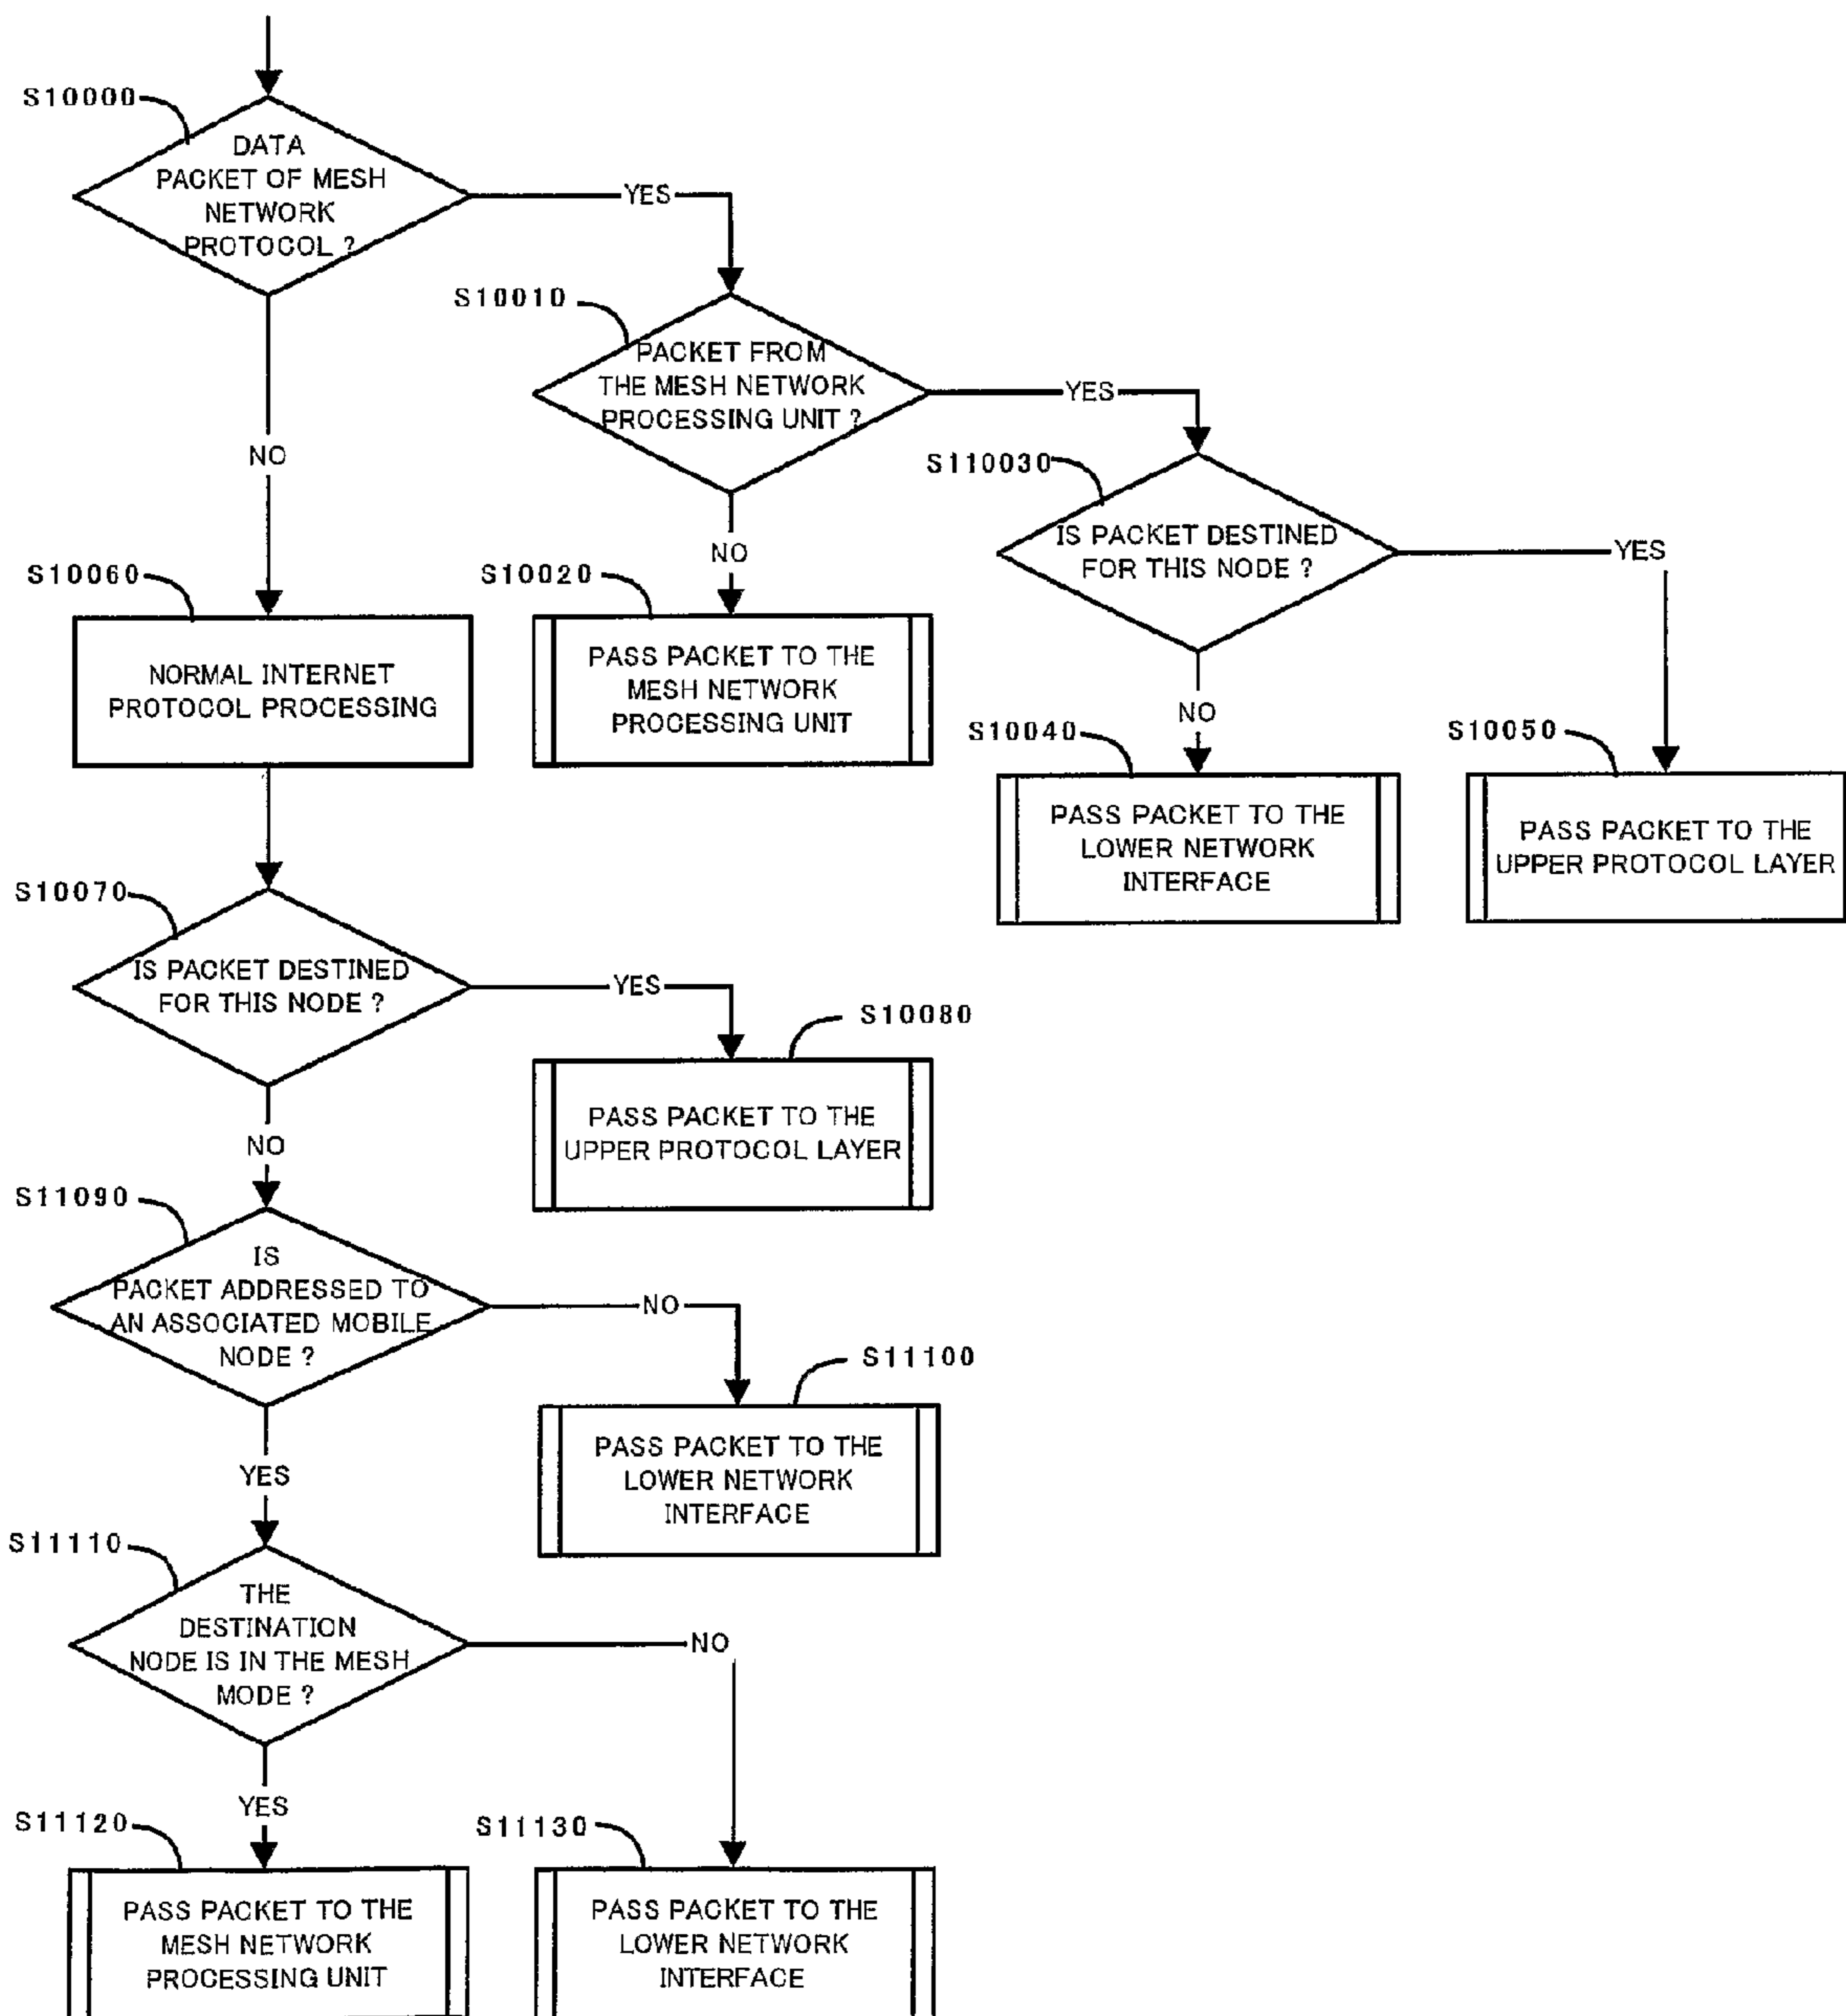 S10000
DATA
PACKET OF MESH
NETWORK
PROTOCOL ?
YES
NO
S10010
PACKET FROM
THE MESH NETWORK
PROCESSING UNIT ?
YES
NO
S110030
IS PACKET DESTINED
FOR THIS NODE ?
YES
NO
S10060
NORMAL INTERNET
PROTOCOL PROCESSING
S10020
PASS PACKET TO THE
MESH NETWORK
PROCESSING UNIT
S10040
PASS PACKET TO THE
LOWER NETWORK
INTERFACE
S10050
PASS PACKET TO THE
UPPER PROTOCOL LAYER
S10070
IS PACKET DESTINED
FOR THIS NODE ?
YES
NO
S10080
PASS PACKET TO THE
UPPER PROTOCOL LAYER
S11090
IS
PACKET ADDRESSED TO
AN ASSOCIATED MOBILE
NODE ?
NO
YES
S11100
PASS PACKET TO THE
LOWER NETWORK
INTERFACE
S11110
THE
DESTINATION
NODE IS IN THE MESH
MODE ?
NO
YES
S11120
PASS PACKET TO THE
MESH NETWORK
PROCESSING UNIT
S11130
PASS PACKET TO THE
LOWER NETWORK
INTERFACE